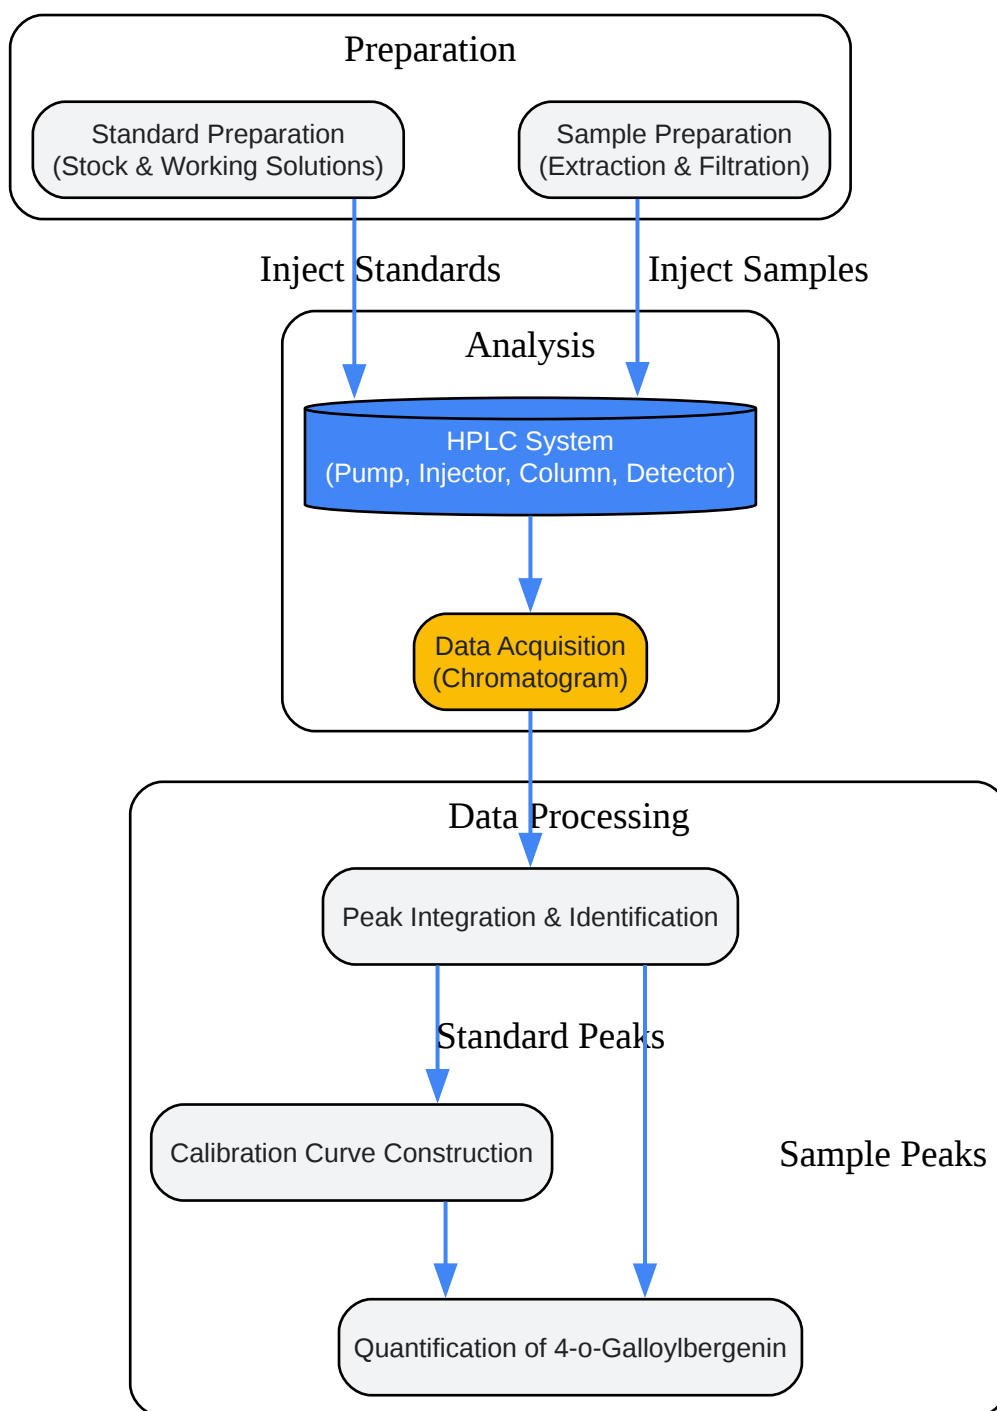 Preparation
Standard Preparation
(Stock & Working Solutions)
Sample Preparation
(Extraction & Filtration)
Inject Standards
Inject Samples
Analysis
HPLC System
(Pump, Injector, Column, Detector)
Data Acquisition
(Chromatogram)
Data Processing
Peak Integration & Identification
Standard Peaks
Calibration Curve Construction
Sample Peaks
Quantification of 4-o-Galloylbergenin